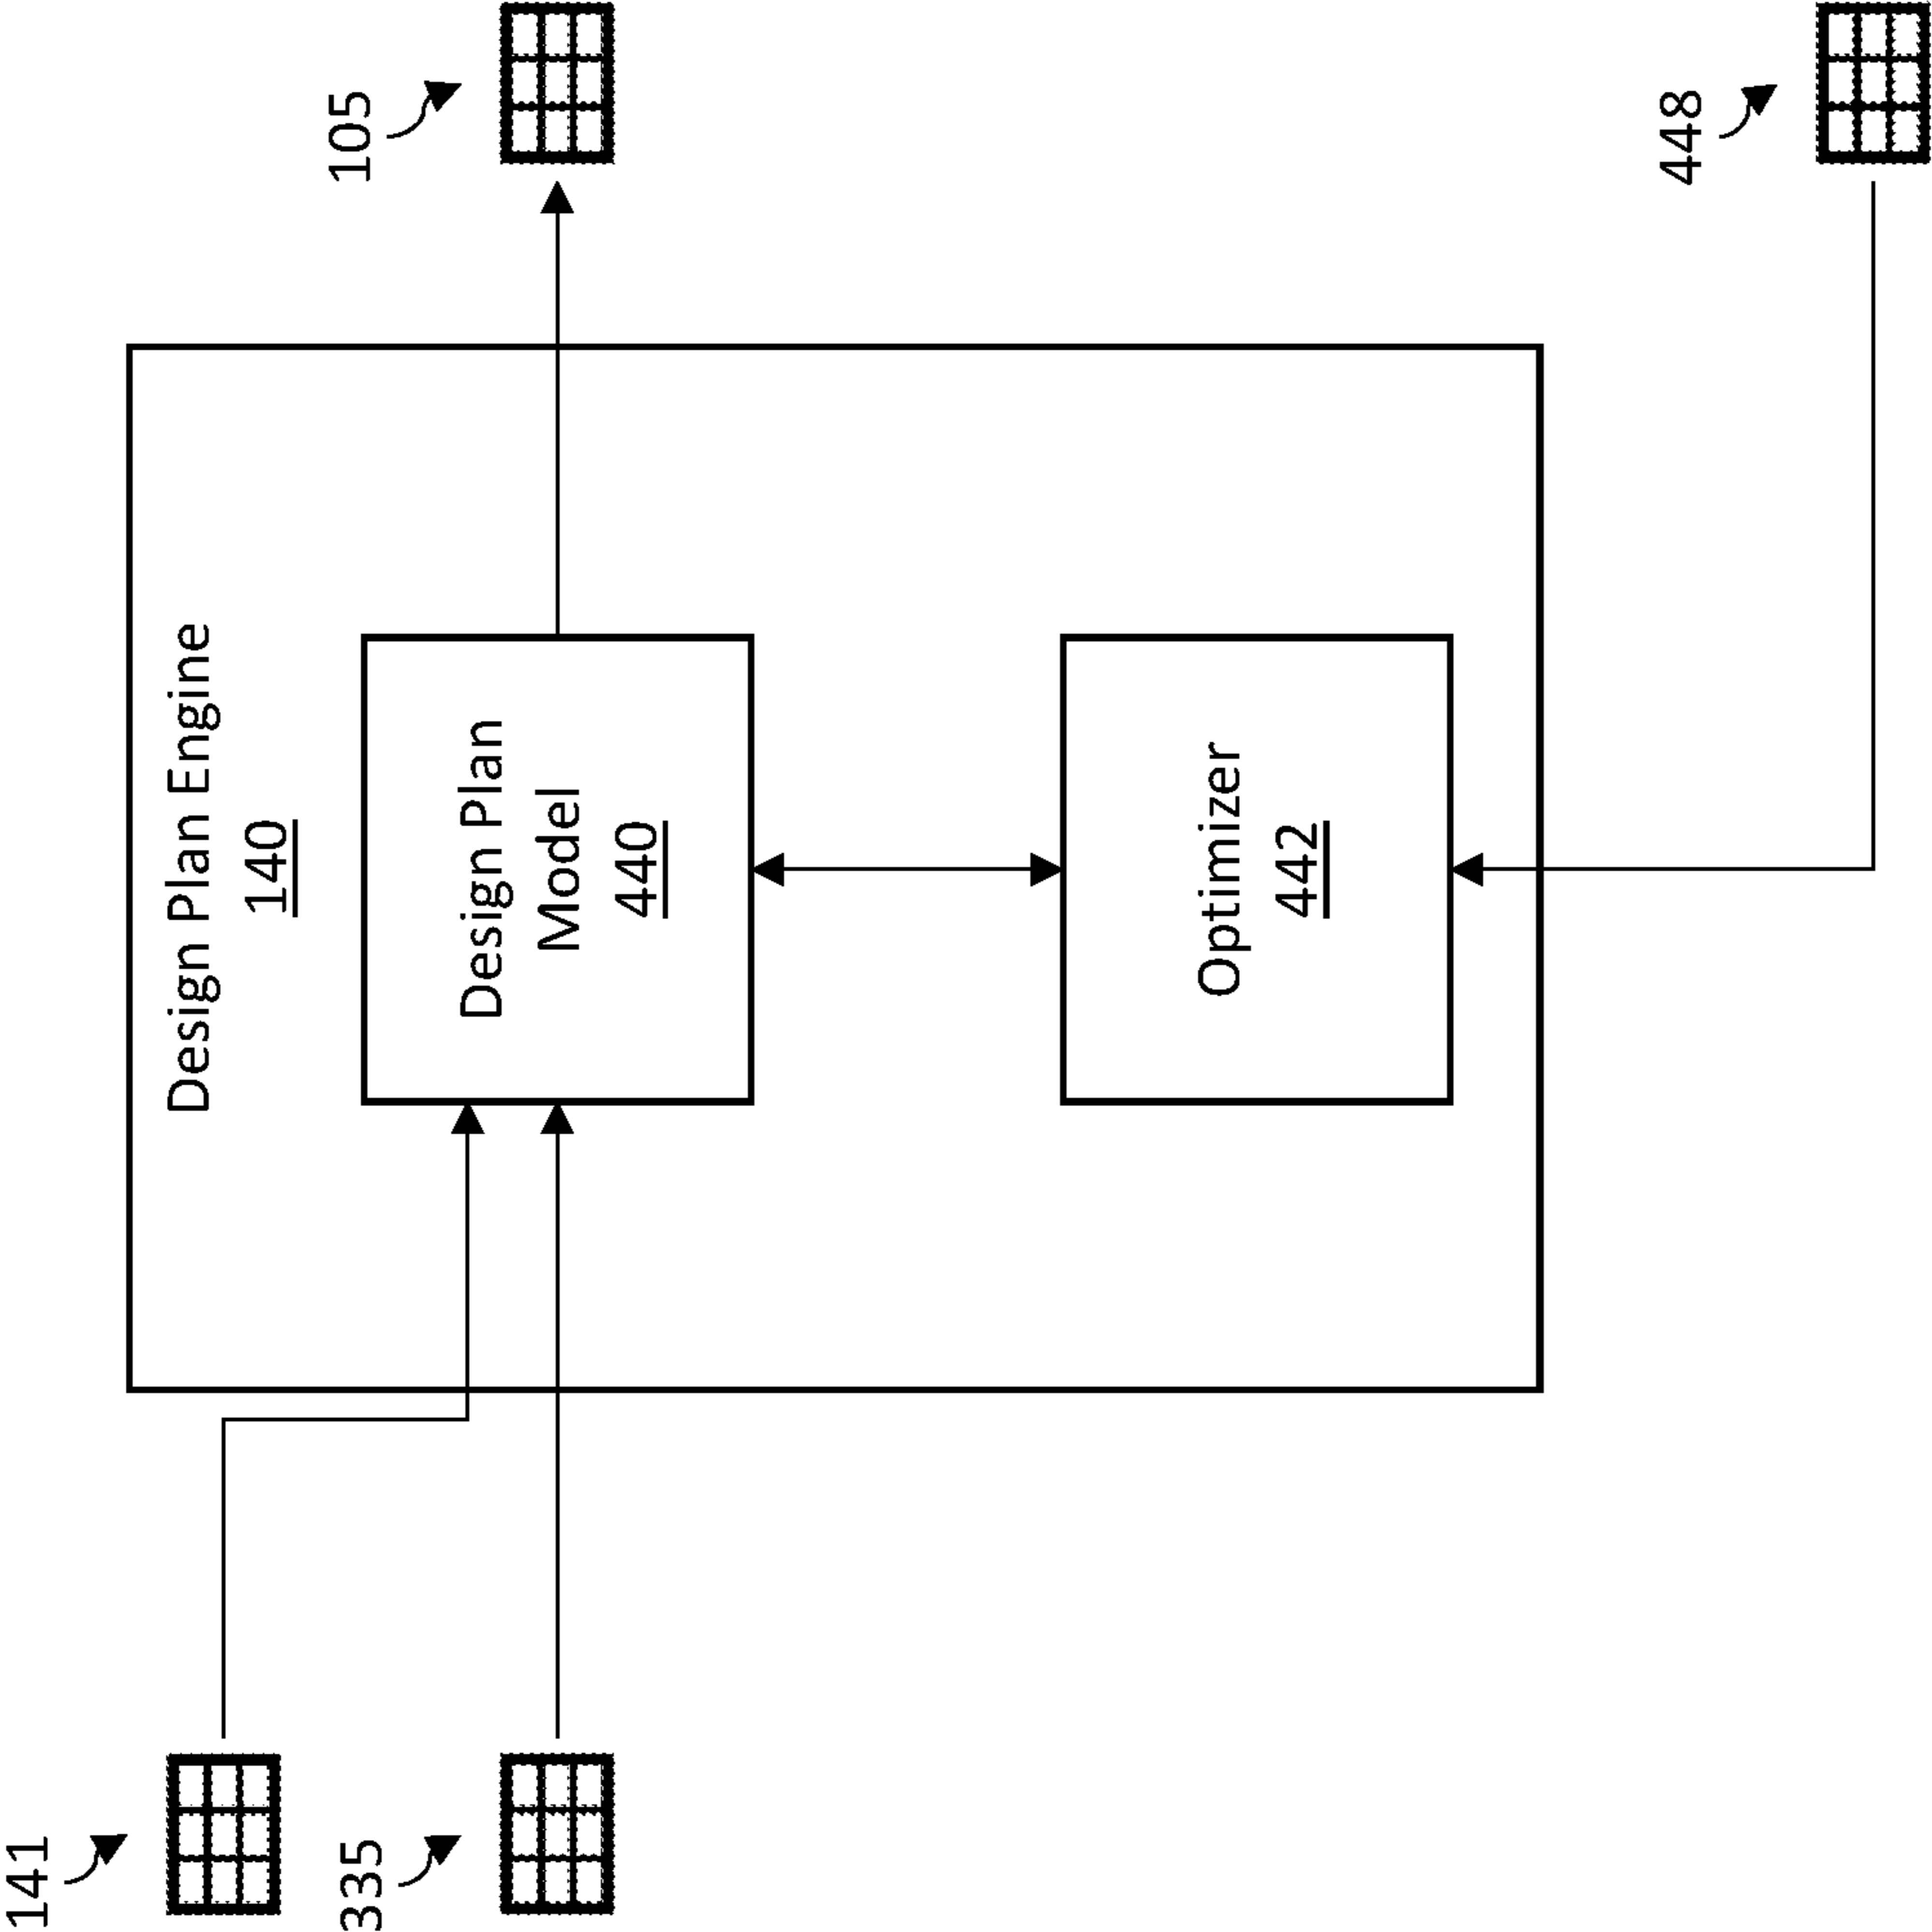 141
335
Design Plan Engine
140
Design Plan
Model
440
Optimizer
442
105
448